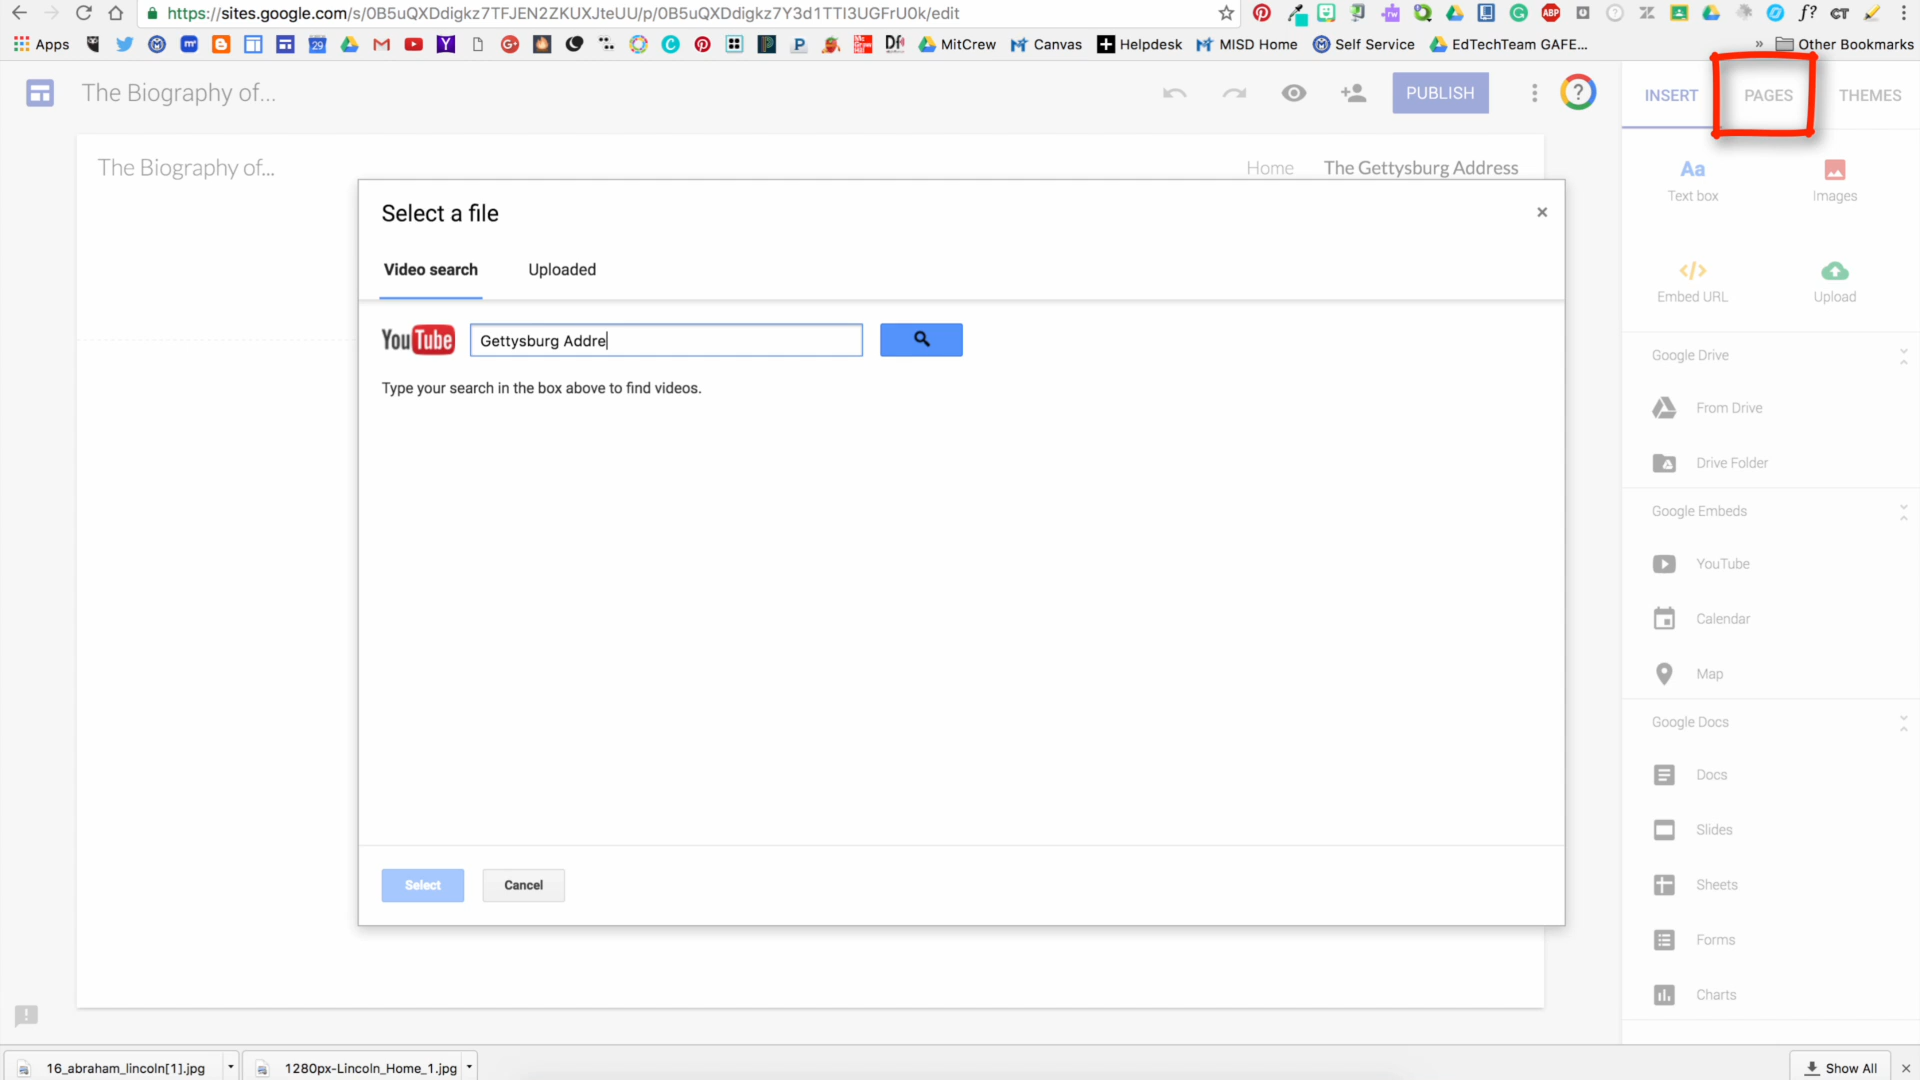 https://sites.google.com/s/0B5uQXDdigkz7TFJEN2ZKUXJteUU/p/0B5uQXDdigkz7Y3d1TTI3UGFrU0k/edit
Apps
MitCrew
Canvas
Helpdesk
MISD Home
Self Service
EdTechTeam GAFE...
»
Other Bookmarks
The Biography of...
PUBLISH
INSERT
PAGES
THEMES
The Biography of...
Home
The Gettysburg Address
Select a file
Video search
Uploaded
YouTube
Gettysburg Addre
Type your search in the box above to find videos.
Select
Cancel
Aa
Text box
Images
Embed URL
Upload
Google Drive
From Drive
Drive Folder
Google Embeds
YouTube
Calendar
Map
Google Docs
Docs
Slides
Sheets
Forms
Charts
16_abraham_lincoln[1].jpg
1280px-Lincoln_Home_1.jpg
Show All